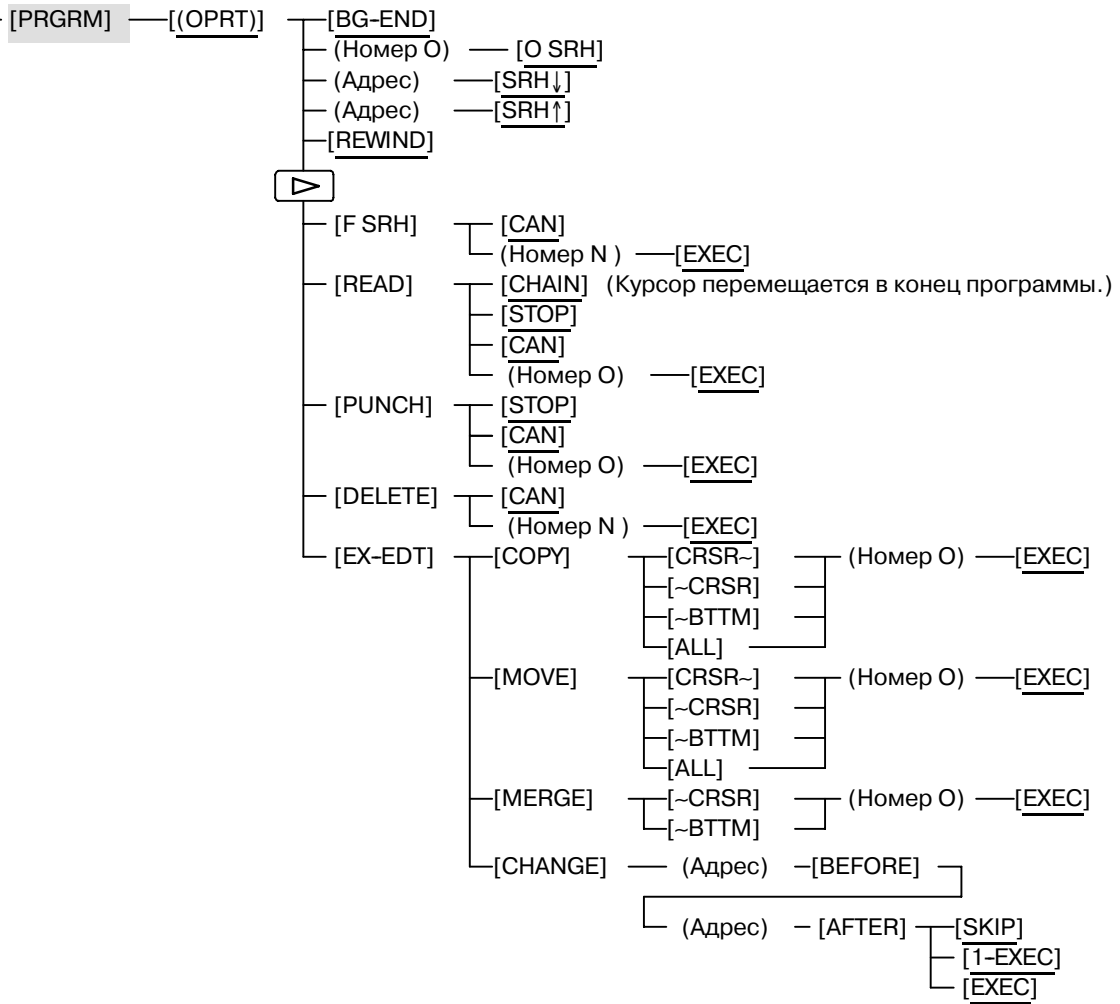 [PRGRM] [(OPRT)] [BG-END]
(Номер O) [O SRH]
(Адрес) [SRH↓]
(Адрес) [SRH↑]
[REWIND]
[F SRH] [CAN]
(Номер N ) [EXEC]
[READ] [CHAIN] (Курсор перемещается в конец программы.)
[STOP]
[CAN]
(Номер O) [EXEC]
[PUNCH] [STOP]
[CAN]
(Номер O) [EXEC]
[DELETE] [CAN]
(Номер N ) [EXEC]
[EX-EDT] [COPY] [CRSR~] (Номер O) [EXEC]
[~CRSR]
[~BTTM]
[ALL]
[MOVE] [CRSR~] (Номер O) [EXEC]
[~CRSR]
[~BTTM]
[ALL]
[MERGE] [~CRSR] (Номер O) [EXEC]
[~BTTM]
[CHANGE] (Адрес) [BEFORE]
(Адрес) [AFTER] [SKIP]
[1-EXEC]
[EXEC]